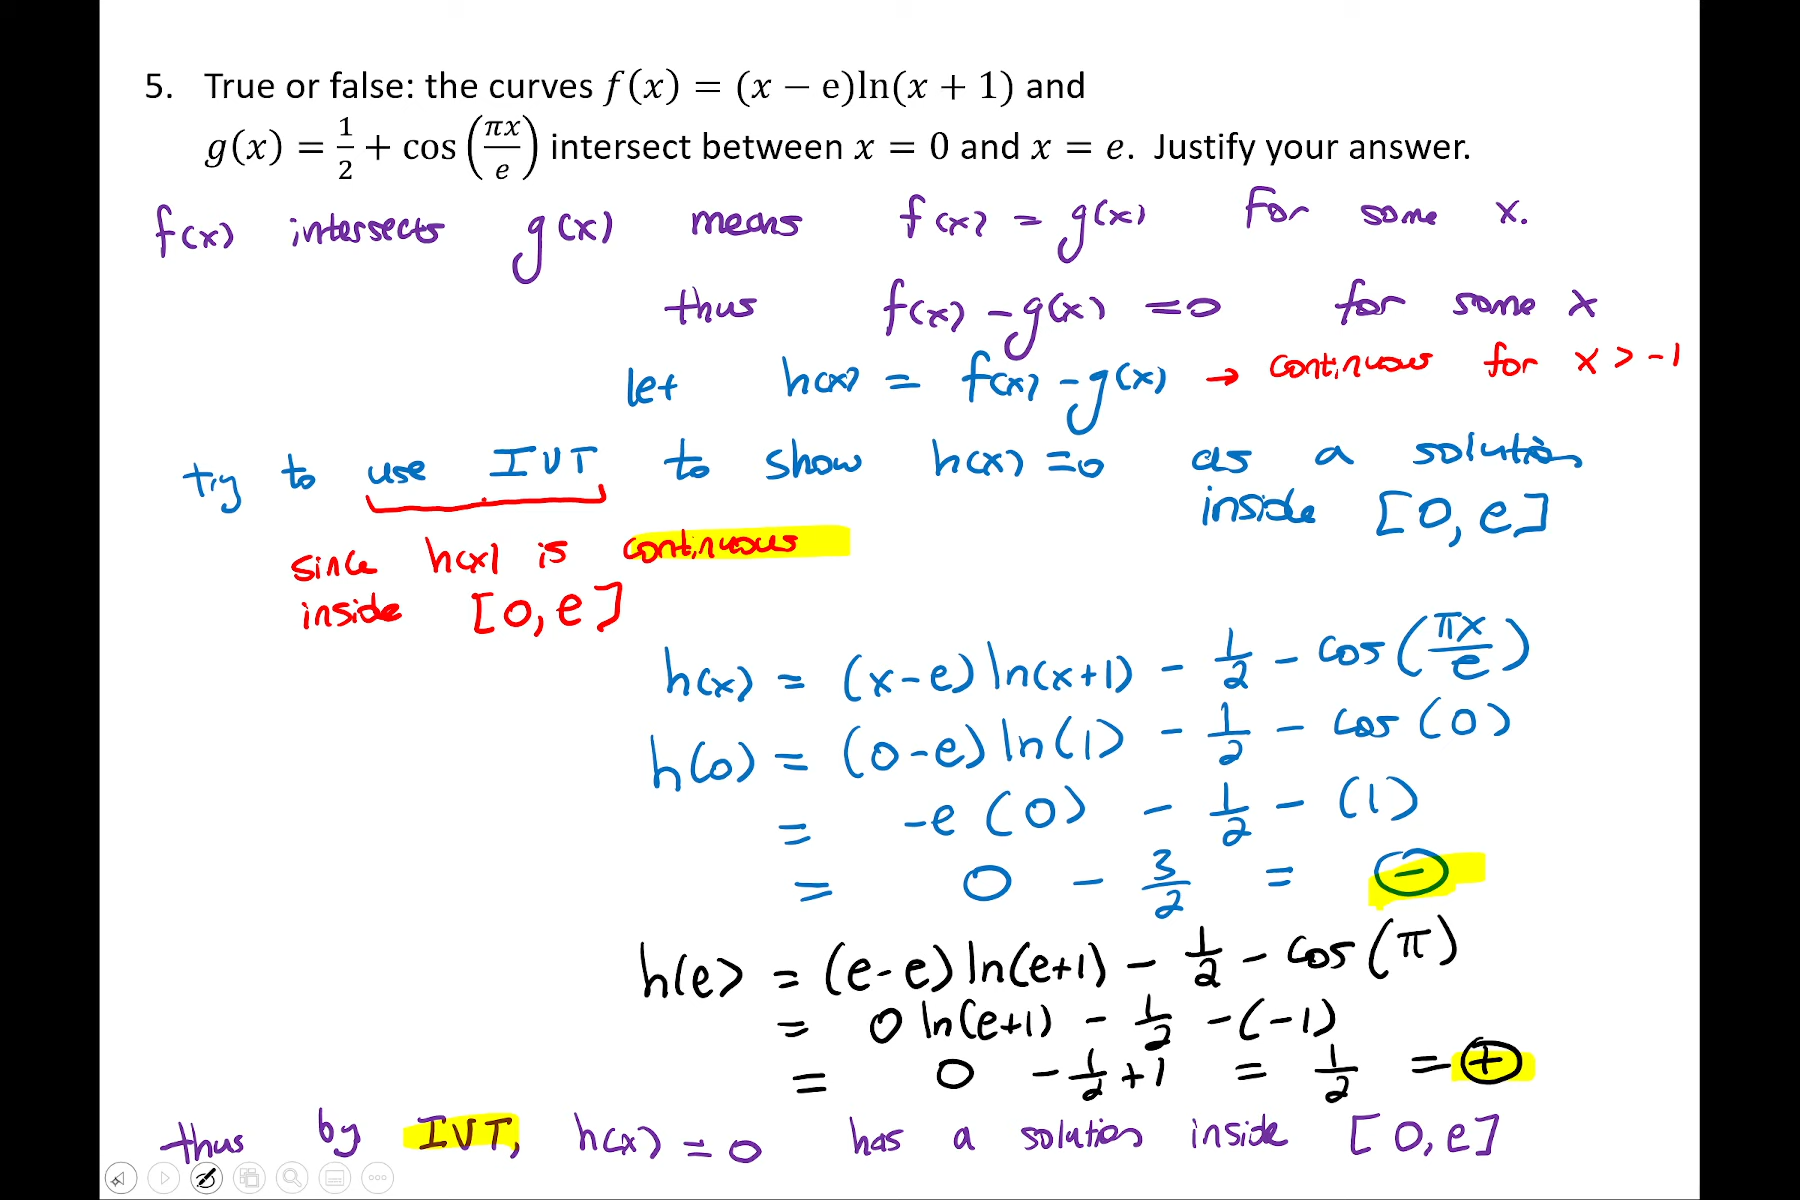 5. True or false: the curves f(x) = (x − e)ln(x + 1) and
g(x) = 1/2 + cos(πx/e) intersect between x = 0 and x = e. Justify your answer.
f(x) intersects g(x) means f(x) = g(x) for some x.
thus f(x) - g(x) = 0 for some x
let h(x) = f(x) - g(x) → continuous for x > -1
try to use IVT to show h(x) = 0 as a solution
inside [0, e]
since h(x) is continuous
inside [0, e]
h(x) = (x-e) ln(x+1) - 1/2 - cos(πx/e)
h(0) = (0-e) ln(1) - 1/2 - cos(0)
= -e (0) - 1/2 - (1)
= 0 - 3/2 = ⊖
h(e) = (e-e) ln(e+1) - 1/2 - cos(π)
= 0 ln(e+1) - 1/2 - (-1)
= 0 - 1/2 + 1 = 1/2 = ⊕
thus by IVT, h(x) = 0 has a solution inside [0, e]